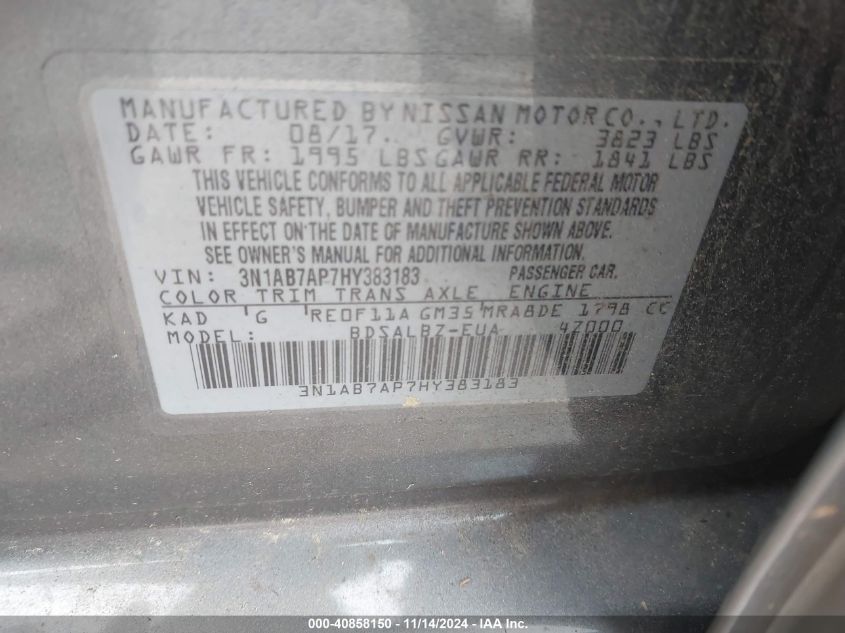 MANUFACTURED BY NISSAN MOTOR CO., LTD.
DATE: 08/17 GVWR: 3823 LBS
GAWR FR: 1995 LBS GAWR RR: 1841 LBS
THIS VEHICLE CONFORMS TO ALL APPLICABLE FEDERAL MOTOR
VEHICLE SAFETY, BUMPER AND THEFT PREVENTION STANDARDS
IN EFFECT ON THE DATE OF MANUFACTURE SHOWN ABOVE.
SEE OWNER'S MANUAL FOR ADDITIONAL INFORMATION.
VIN: 3N1AB7AP7HY383183 PASSENGER CAR.
COLOR TRIM TRANS AXLE ENGINE
KAD G RE0F11A GM35 MRA8DE 1798 CC
MODEL: BDSALBZ-EUA 4Z000
3N1AB7AP7HY383183
000-40858150 - 11/14/2024 - IAA Inc.